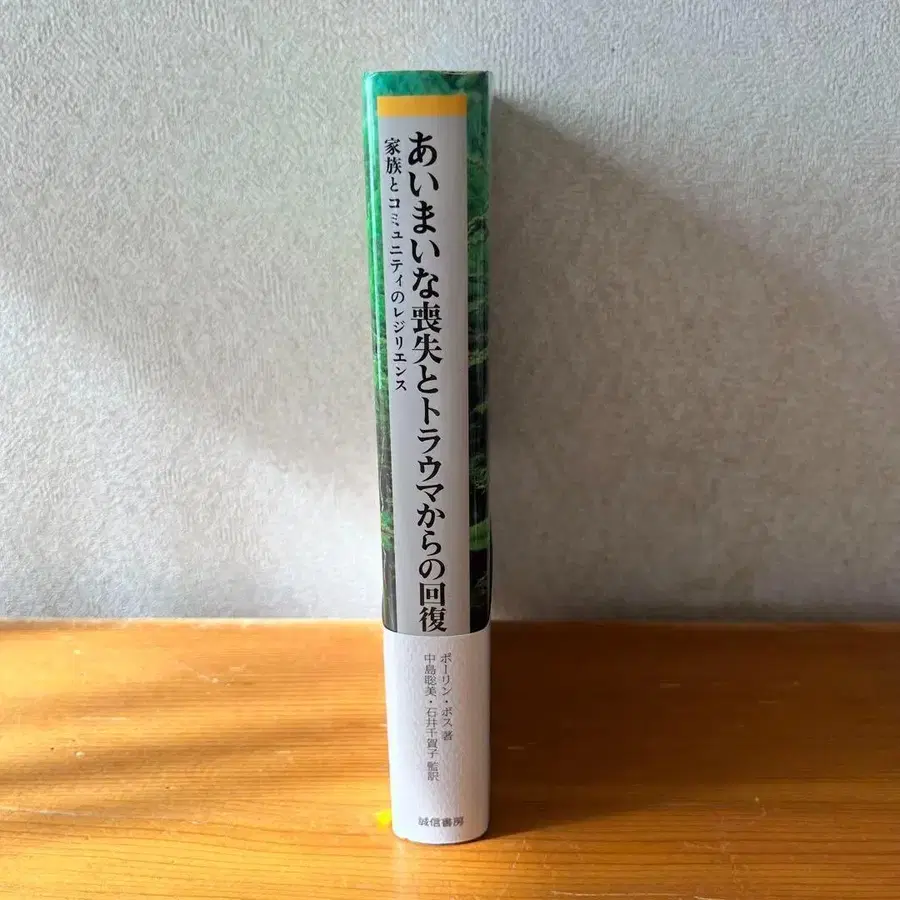 あいまいな喪失とトラウマからの回復
家族とコミュニティのレジリエンス
ポーリン・ボス 著
中島聡美・石井千賀子 監訳
誠信書房